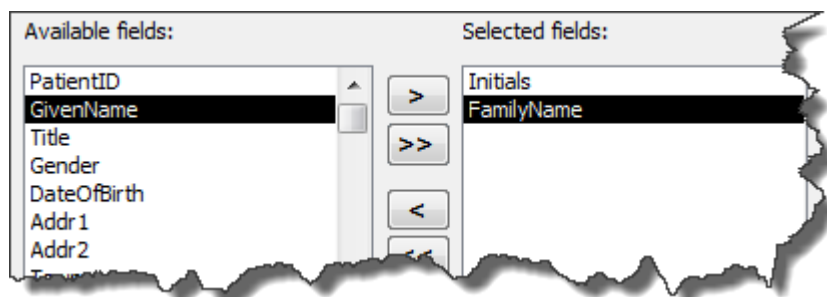 Available fields:
Selected fields:
PatientID
GivenName
Title
Gender
DateOfBirth
Addr1
Addr2
>
>>
<
<<
Initials
FamilyName